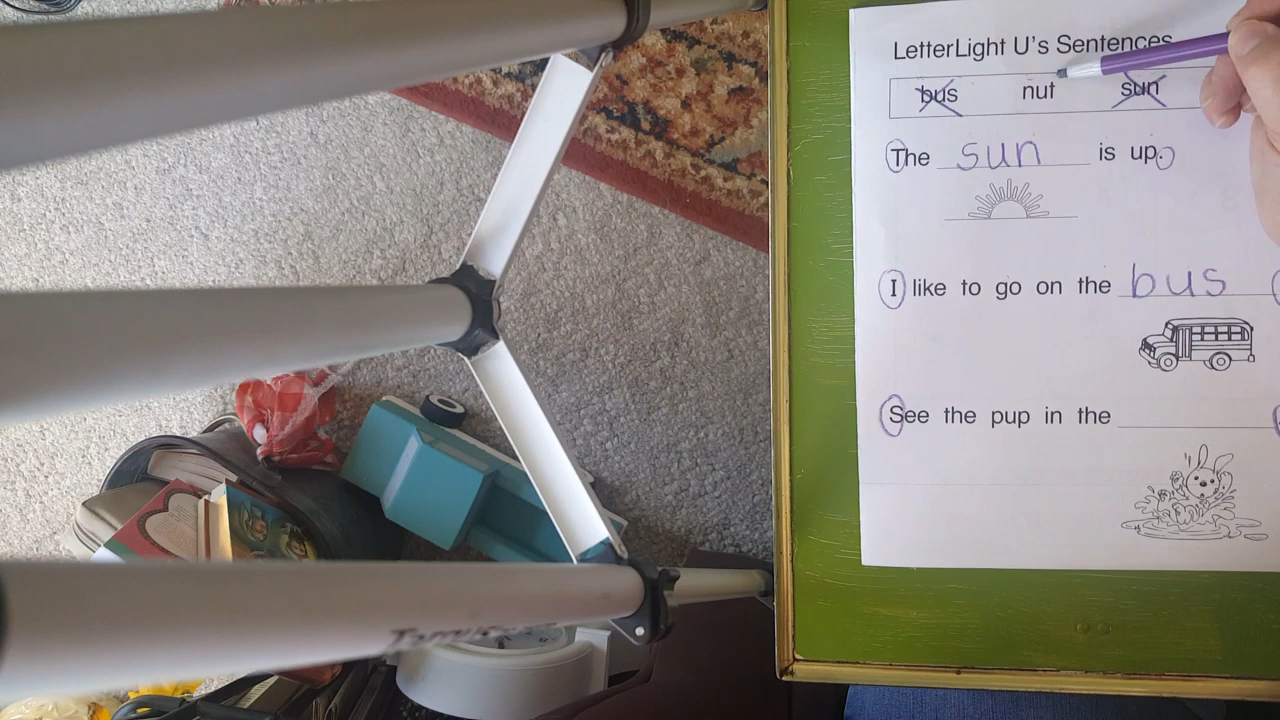 LetterLight U's Sentences
bus nut sun
The sun is up.
I like to go on the bus
See the pup in the